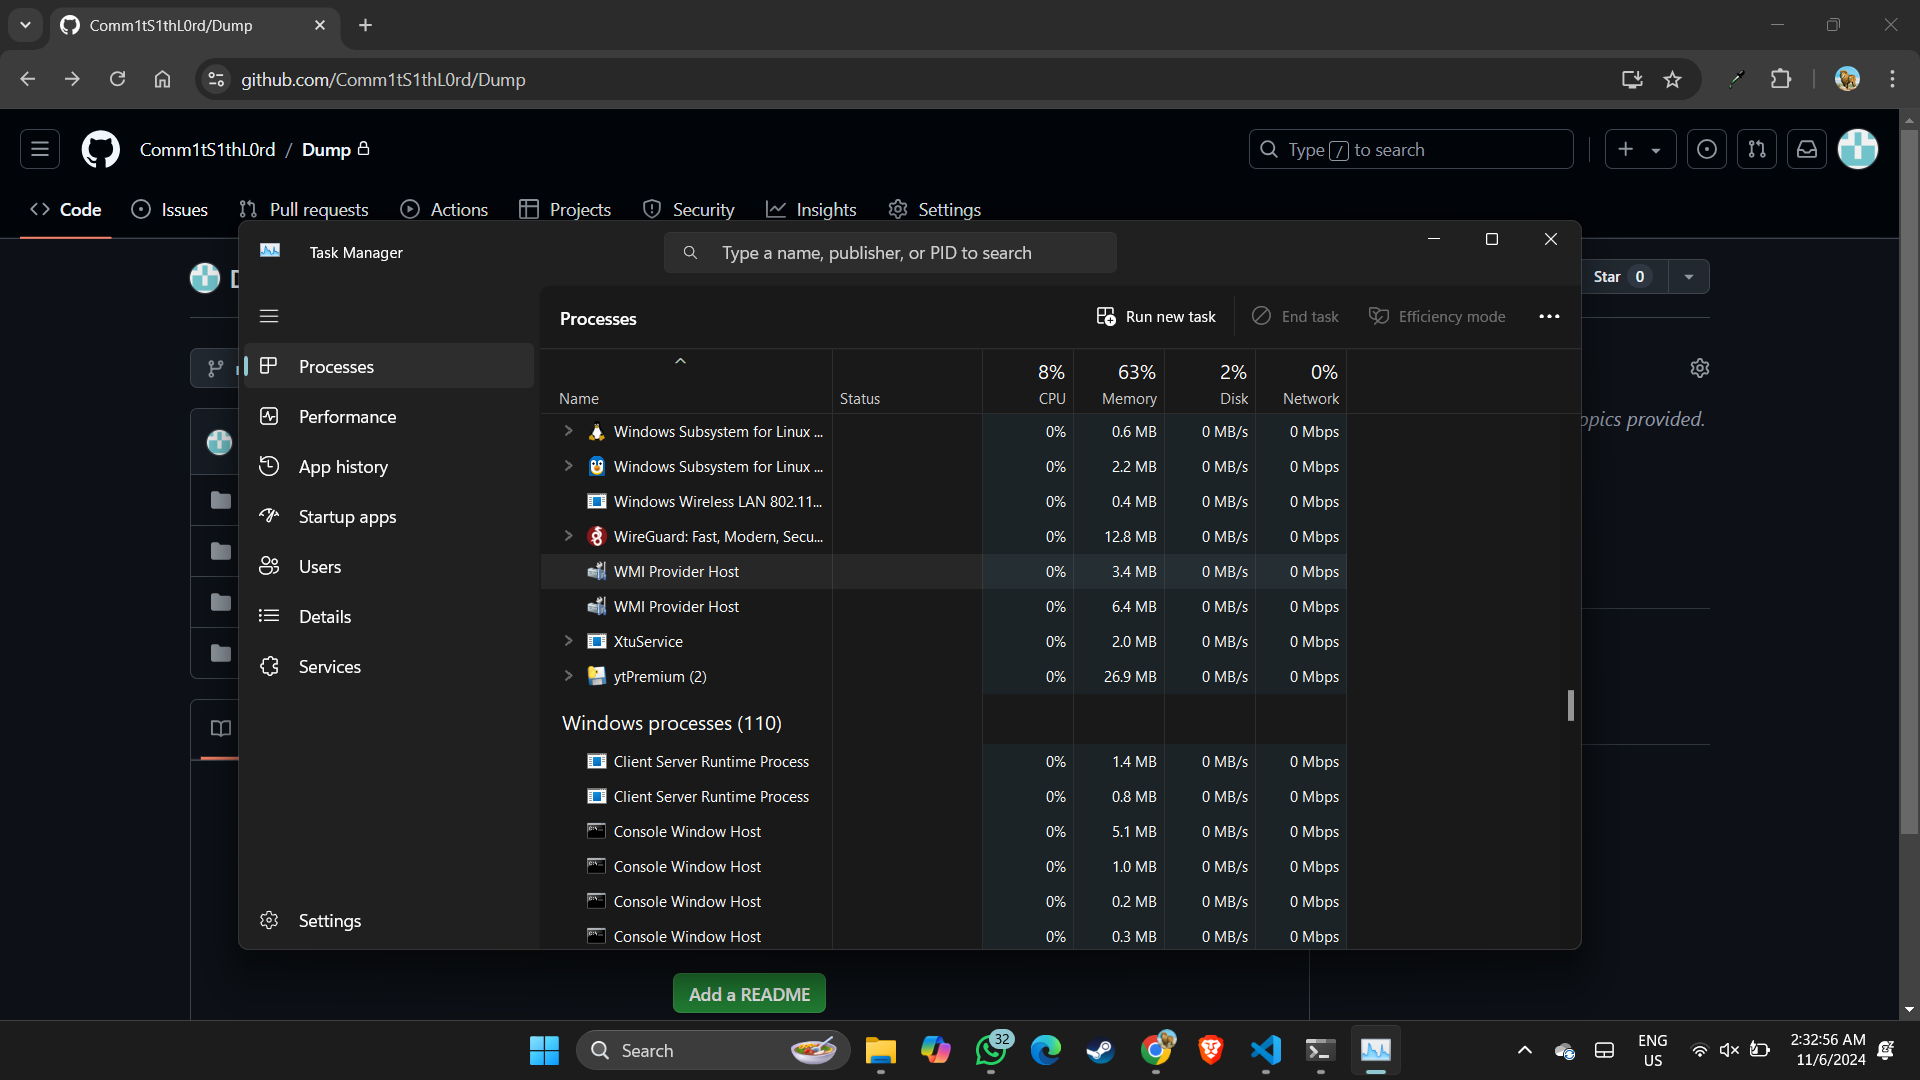 Comm1tS1thL0rd/Dump
github.com/Comm1tS1thL0rd/Dump
Comm1tS1thL0rd / Dump
Type / to search
Code Issues Pull requests Actions Projects Security Insights Settings
Task Manager
Type a name, publisher, or PID to search
Star 0
Processes
Run new task
End task
Efficiency mode
Processes
Performance
App history
Startup apps
Users
Details
Services
Settings
8% 63% 2% 0%
Name Status CPU Memory Disk Network
Windows Subsystem for Linux ... 0% 0.6 MB 0 MB/s 0 Mbps
Windows Subsystem for Linux ... 0% 2.2 MB 0 MB/s 0 Mbps
Windows Wireless LAN 802.11... 0% 0.4 MB 0 MB/s 0 Mbps
WireGuard: Fast, Modern, Secu... 0% 12.8 MB 0 MB/s 0 Mbps
WMI Provider Host 0% 3.4 MB 0 MB/s 0 Mbps
WMI Provider Host 0% 6.4 MB 0 MB/s 0 Mbps
XtuService 0% 2.0 MB 0 MB/s 0 Mbps
ytPremium (2) 0% 26.9 MB 0 MB/s 0 Mbps
Windows processes (110)
Client Server Runtime Process 0% 1.4 MB 0 MB/s 0 Mbps
Client Server Runtime Process 0% 0.8 MB 0 MB/s 0 Mbps
Console Window Host 0% 5.1 MB 0 MB/s 0 Mbps
Console Window Host 0% 1.0 MB 0 MB/s 0 Mbps
Console Window Host 0% 0.2 MB 0 MB/s 0 Mbps
Console Window Host 0% 0.3 MB 0 MB/s 0 Mbps
opics provided.
Add a README
Search
32
ENG
US
2:32:56 AM
11/6/2024